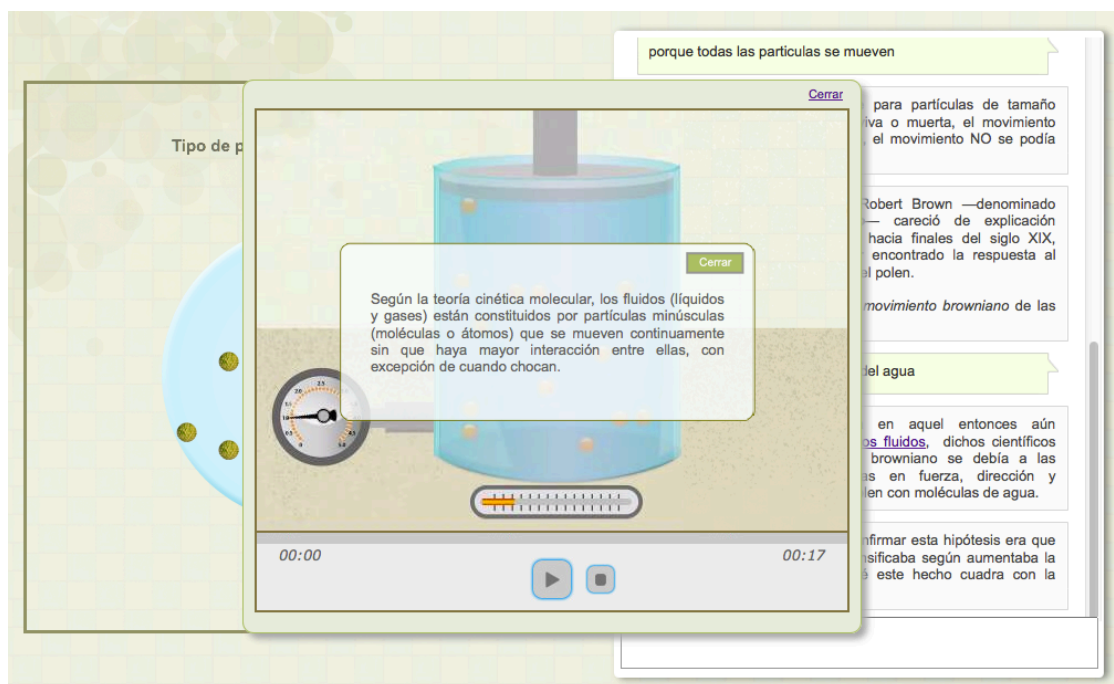 porque todas las particulas se mueven
Cerrar
para partículas de tamaño
viva o muerta, el movimiento
, el movimiento NO se podía
Tipo de p
Robert Brown —denominado
— careció de explicación
hacia finales del siglo XIX,
encontrado la respuesta al
el polen.
movimiento browniano de las
Cerrar
Según la teoría cinética molecular, los fluidos (líquidos
y gases) están constituidos por partículas minúsculas
(moléculas o átomos) que se mueven continuamente
sin que haya mayor interacción entre ellas, con
excepción de cuando chocan.
del agua
en aquel entonces aún
os fluidos, dichos científicos
browniano se debía a las
as en fuerza, dirección y
len con moléculas de agua.
nfirmar esta hipótesis era que
nsificaba según aumentaba la
é este hecho cuadra con la
00:00
00:17